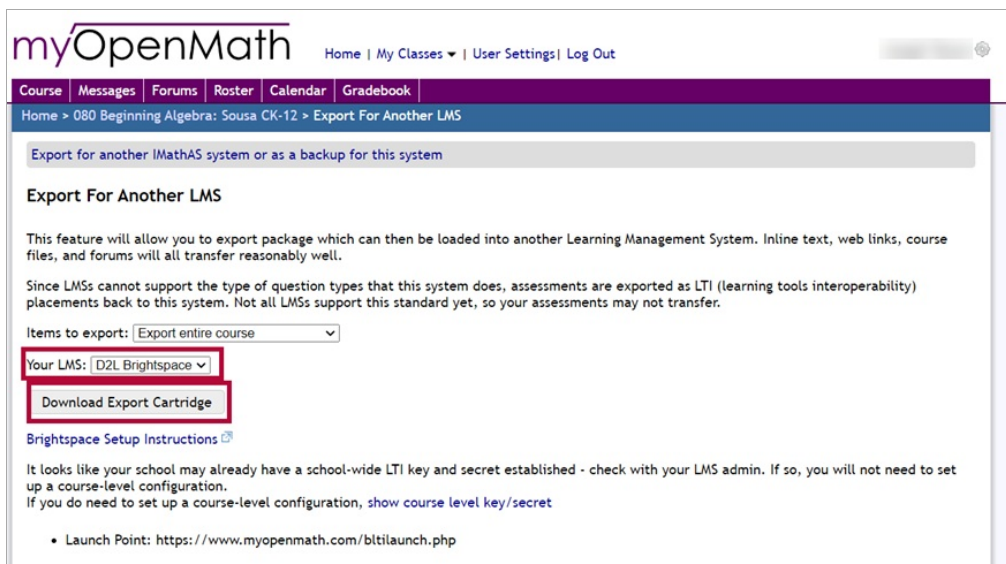 myOpenMath
Home | My Classes ▾ | User Settings| Log Out
Course Messages Forums Roster Calendar Gradebook
Home > 080 Beginning Algebra: Sousa CK-12 > Export For Another LMS
Export for another IMathAS system or as a backup for this system
Export For Another LMS
This feature will allow you to export package which can then be loaded into another Learning Management System. Inline text, web links, course
files, and forums will all transfer reasonably well.
Since LMSs cannot support the type of question types that this system does, assessments are exported as LTI (learning tools interoperability)
placements back to this system. Not all LMSs support this standard yet, so your assessments may not transfer.
Items to export: Export entire course
Your LMS: D2L Brightspace
Download Export Cartridge
Brightspace Setup Instructions
It looks like your school may already have a school-wide LTI key and secret established - check with your LMS admin. If so, you will not need to set
up a course-level configuration.
If you do need to set up a course-level configuration, show course level key/secret
• Launch Point: https://www.myopenmath.com/bltilaunch.php